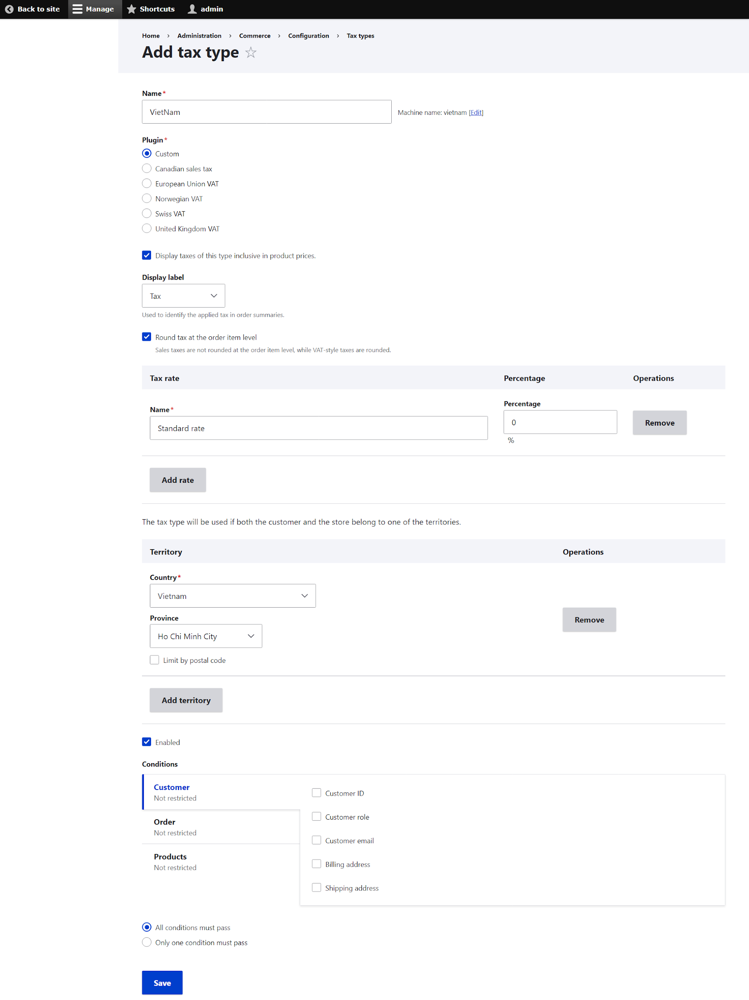 Back to site Manage Shortcuts admin
Home › Administration › Commerce › Configuration › Tax types
Add tax type
Name*
VietNam
Machine name: vietnam [Edit]
Plugin*
Custom
Canadian sales tax
European Union VAT
Norwegian VAT
Swiss VAT
United Kingdom VAT
Display taxes of this type inclusive in product prices.
Display label
Tax
Used to identify the applied tax in order summaries.
Round tax at the order item level
Sales taxes are not rounded at the order item level, while VAT-style taxes are rounded.
Tax rate Percentage Operations
Name*
Standard rate
Percentage
0
%
Remove
Add rate
The tax type will be used if both the customer and the store belong to one of the territories.
Territory Operations
Country*
Vietnam
Province
Ho Chi Minh City
Limit by postal code
Remove
Add territory
Enabled
Conditions
Customer
Not restricted
Order
Not restricted
Products
Not restricted
Customer ID
Customer role
Customer email
Billing address
Shipping address
All conditions must pass
Only one condition must pass
Save